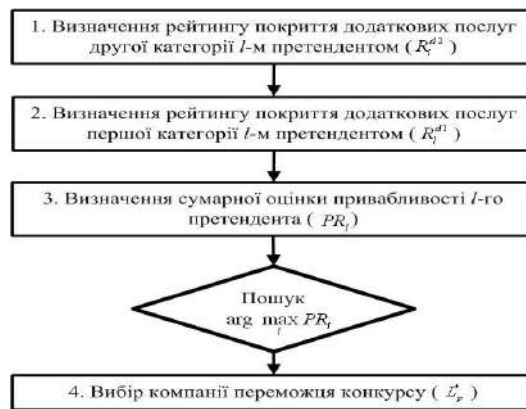 1. Визначення рейтингу покриття додаткових послуг
другої категорії l-м претендентом ( R_l^{d2} )
2. Визначення рейтингу покриття додаткових послуг
першої категорії l-м претендентом ( R_l^{d1} )
3. Визначення сумарної оцінки привабливості l-го
претендента ( PR_l )
Пошук
arg max PR_l
l
4. Вибір компанії переможця конкурсу ( )